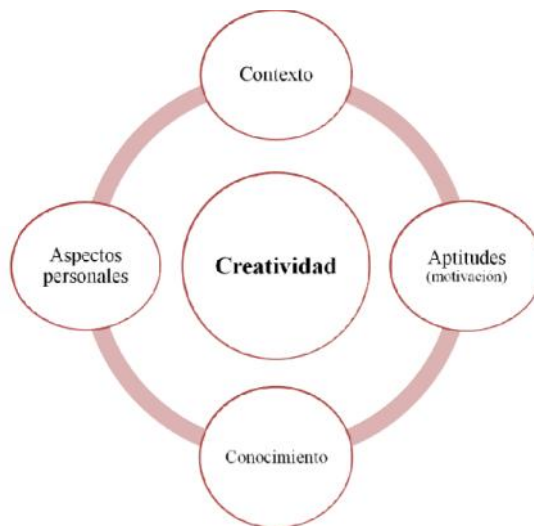 Contexto
Aspectos
personales
Creatividad
Aptitudes
(motivación)
Conocimiento